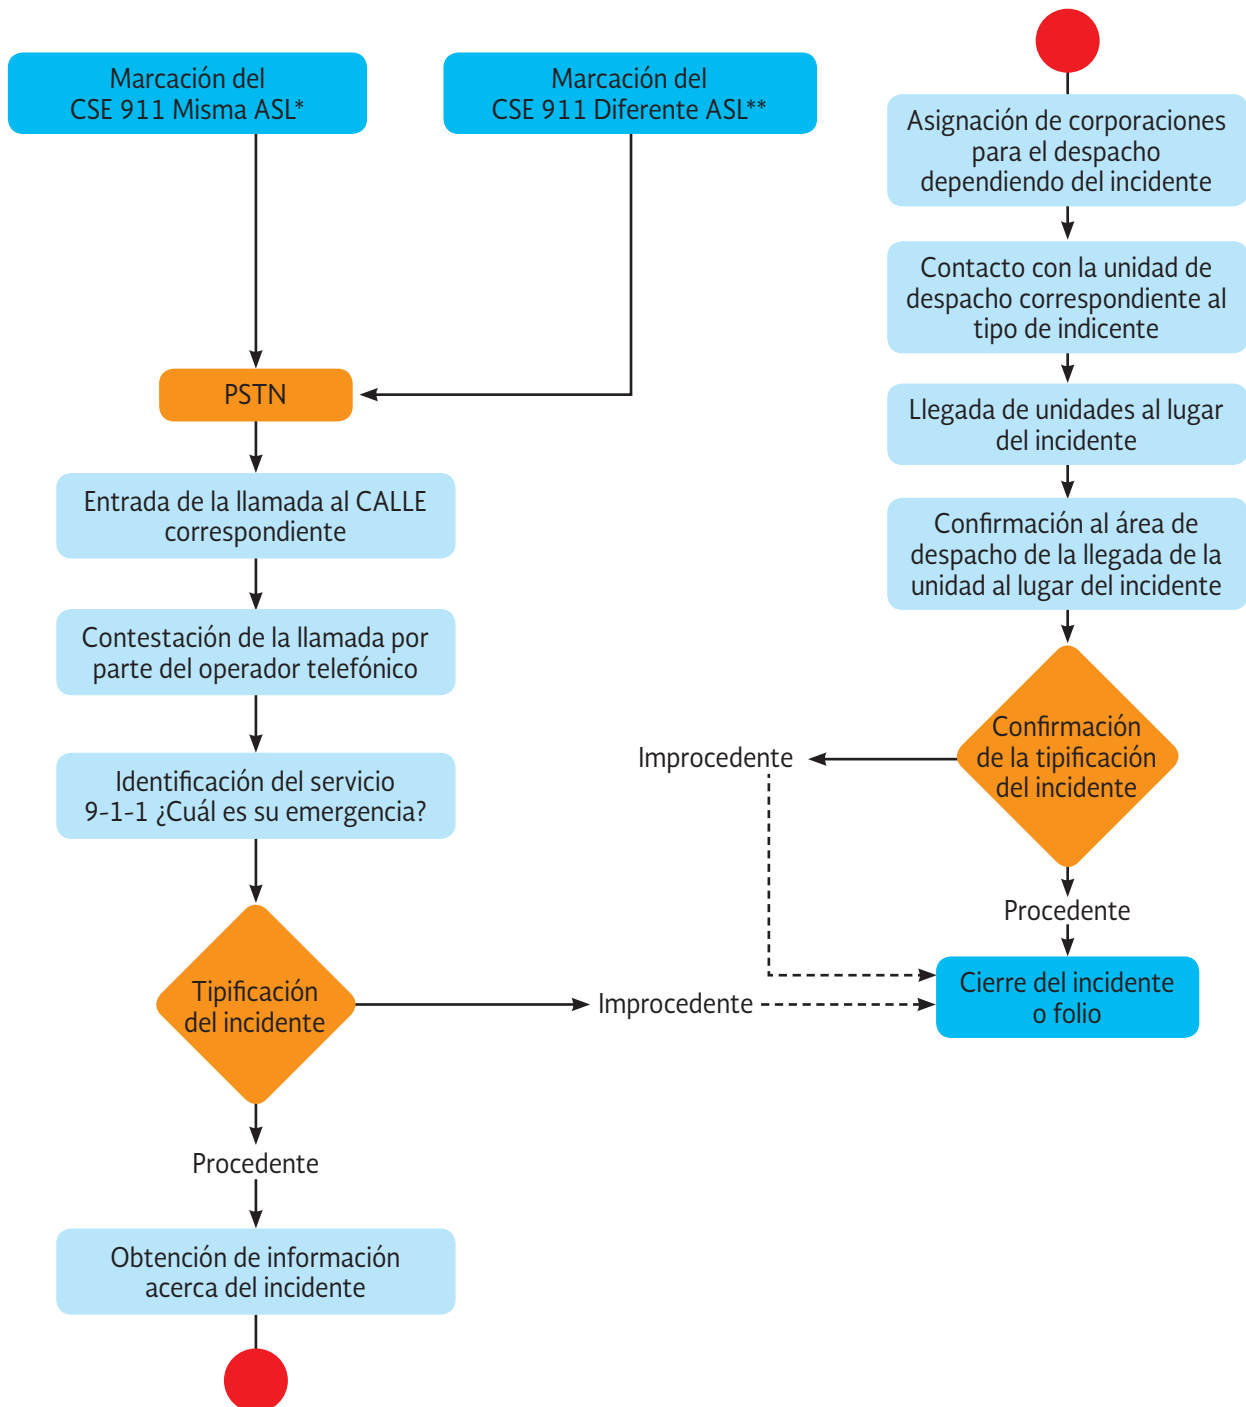 Marcación del
CSE 911 Misma ASL*
Marcación del
CSE 911 Diferente ASL**
PSTN
Entrada de la llamada al CALLE
correspondiente
Contestación de la llamada por
parte del operador telefónico
Identificación del servicio
9-1-1 ¿Cuál es su emergencia?
Tipificación
del incidente
Improcedente
Procedente
Obtención de información
acerca del incidente
Asignación de corporaciones
para el despacho
dependiendo del incidente
Contacto con la unidad de
despacho correspondiente al
tipo de indicente
Llegada de unidades al lugar
del incidente
Confirmación al área de
despacho de la llegada de la
unidad al lugar del incidente
Confirmación
de la tipificación
del incidente
Improcedente
Procedente
Cierre del incidente
o folio